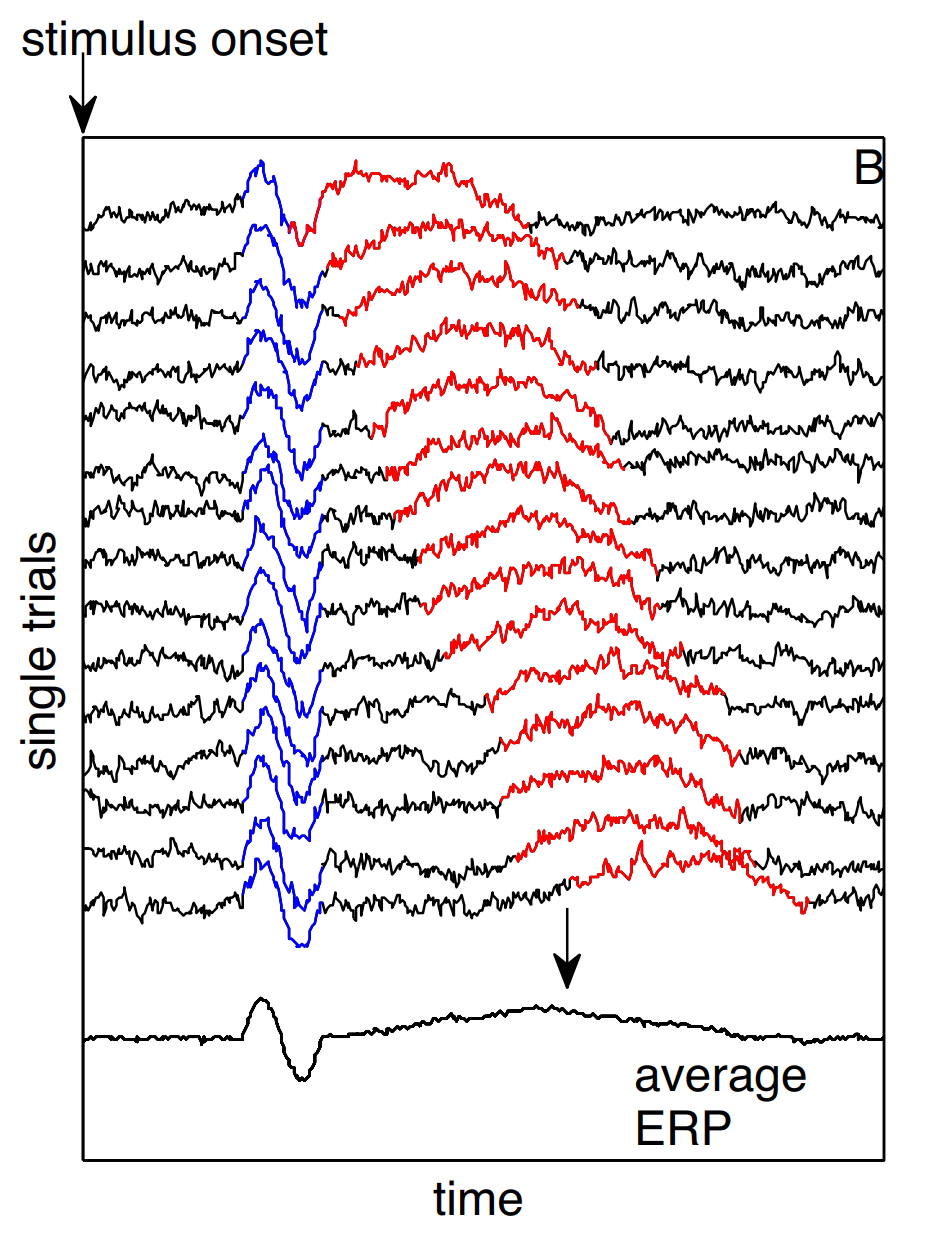 stimulus onset
B
single trials
average
ERP
time